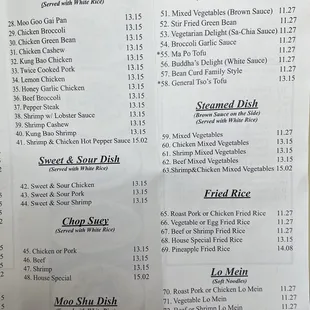 (Served with White Rice)
28. Moo Goo Gai Pan 13.15
29. Chicken Broccoli 13.15
30. Chicken Green Bean 13.15
31. Chicken Cashew 13.15
32. Kung Bao Chicken 13.15
33. Twice Cooked Pork 13.15
34. Lemon Chicken 13.15
35. Honey Garlic Chicken 13.15
36. Beef Broccoli 13.15
37. Pepper Steak 13.15
38. Shrimp w/ Lobster Sauce 13.15
39. Shrimp Cashew 13.15
40. Kung Bao Shrimp 13.15
41. Shrimp & Chicken Hot Pepper Sauce 15.02
Sweet & Sour Dish
(Served with White Rice)
42. Sweet & Sour Chicken 13.15
43. Sweet & Sour Pork 13.15
44. Sweet & Sour Shrimp 13.15
Chop Suey
(Served with White Rice)
45. Chicken or Pork 13.15
46. Beef 13.15
47. Shrimp 13.15
48. House Special 15.02
Moo Shu Dish
51. Mixed Vegetables (Brown Sauce) 11.27
52. Stir Fried Green Bean 11.27
53. Vegetarian Delight (Sa-Chia Sauce) 11.27
54. Broccoli Garlic Sauce 11.27
*55. Ma Po Tofu 11.27
56. Buddha's Delight (White Sauce) 11.27
57. Bean Curd Family Style 11.27
*58. General Tso's Tofu 13.15
Steamed Dish
(Brown Sauce on the Side)
(Served with White Rice)
59. Mixed Vegetables 11.27
60. Chicken Mixed Vegetables 13.15
61. Shrimp Mixed Vegetables 13.15
62. Beef Mixed Vegetables 13.15
63.Shrimp&Chicken Mixed Vegetables 15.02
Fried Rice
65. Roast Pork or Chicken Fried Rice 11.27
66. Vegetable or Egg Fried Rice 11.27
67. Beef or Shrimp Fried Rice 11.27
68. House Special Fried Rice 13.15
69. Pineapple Fried Rice 14.08
Lo Mein
(Soft Noodles)
70. Roast Pork or Chicken Lo Mein 11.27
71. Vegetable Lo Mein 11.27
Beef or Shrimp Lo Mein